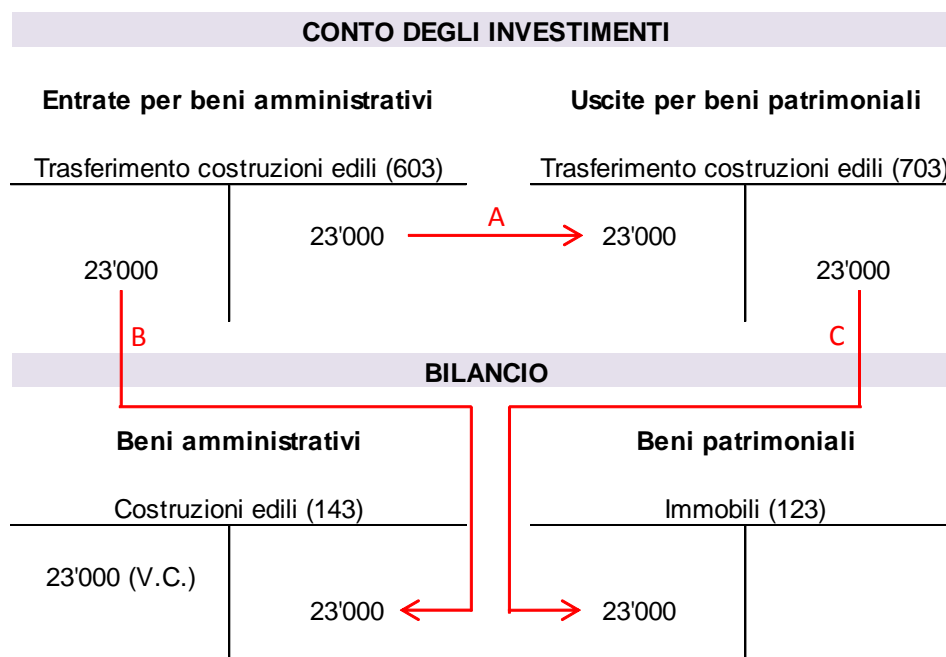 CONTO DEGLI INVESTIMENTI
Entrate per beni amministrativi
Uscite per beni patrimoniali
Trasferimento costruzioni edili (603)
Trasferimento costruzioni edili (703)
23'000
A
23'000
23'000
23'000
B
C
BILANCIO
Beni amministrativi
Beni patrimoniali
Costruzioni edili (143)
Immobili (123)
23'000 (V.C.)
23'000
23'000